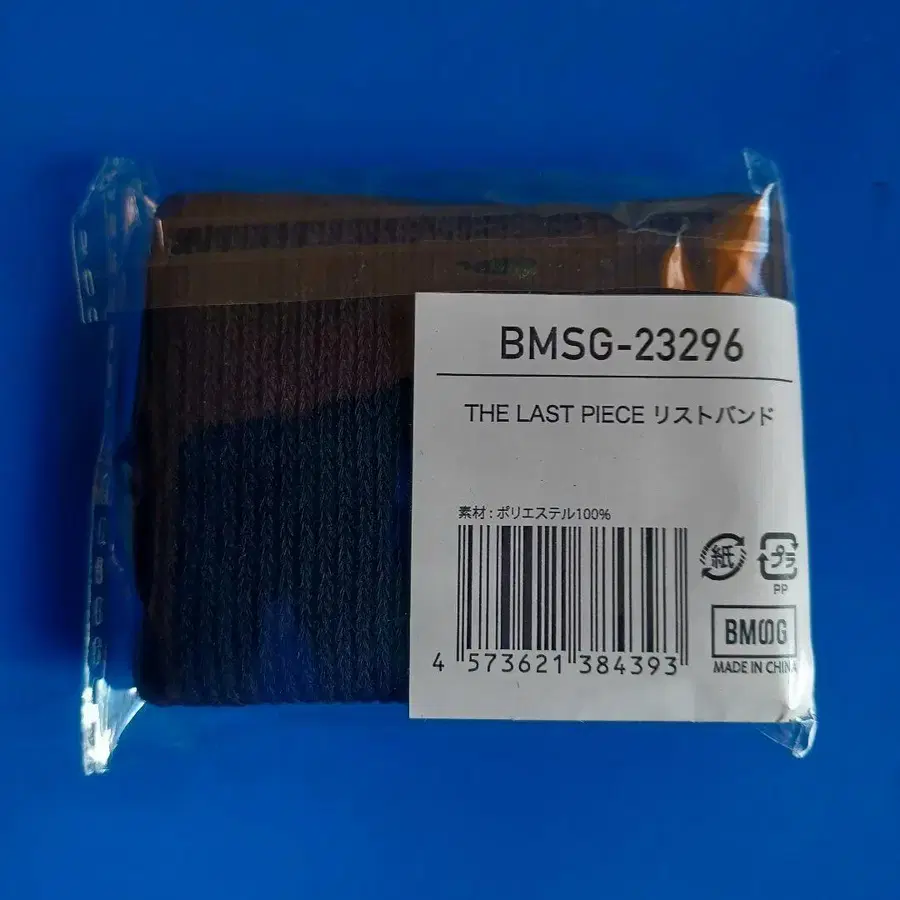 BMSG-23296
THE LAST PIECE リストバンド
素材:ポリエステル100%
紙
プラ
PP
4 573621 384393
BMSG
MADE IN CHINA